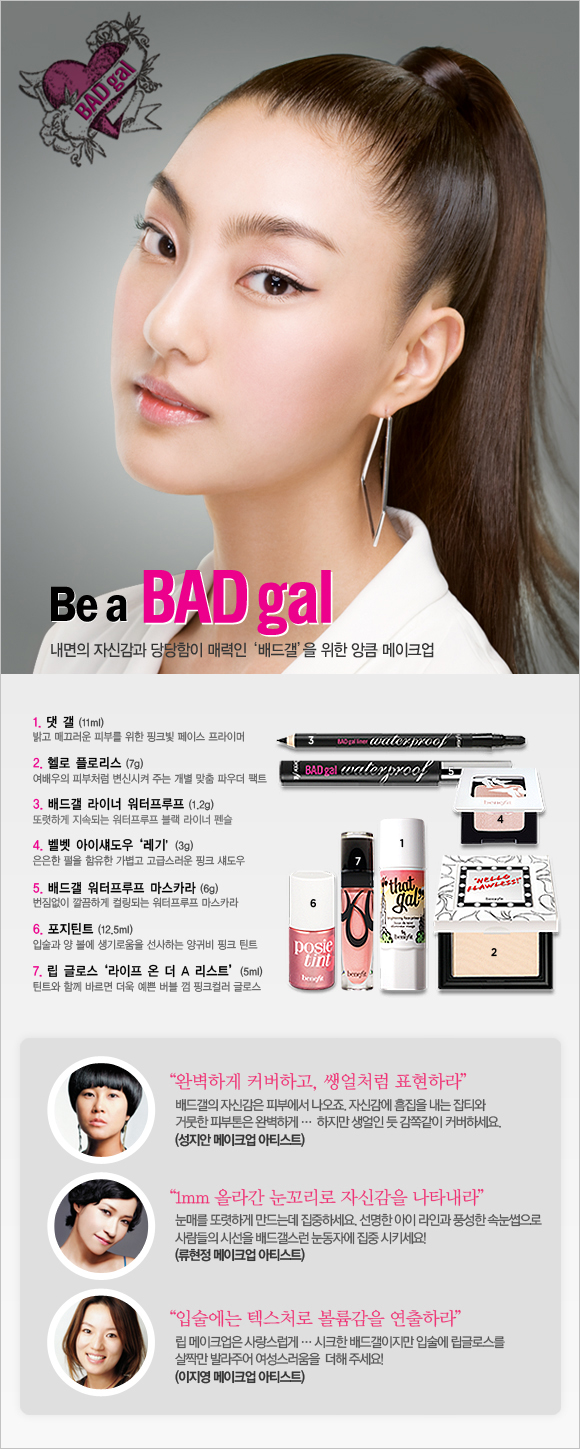 BAD gal
Be a BAD gal
내면의 자신감과 당당함이 매력인 '배드갤'을 위한 앙큼 메이크업
1. 댓 갤 (11ml)
밝고 매끄러운 피부를 위한 핑크빛 페이스 프라이머
2. 헬로 플로리스 (7g)
여배우의 피부처럼 변신시켜 주는 개별 맞춤 파우더 팩트
3. 배드갤 라이너 워터프루프 (1,2g)
또렷하게 지속되는 워터프루프 블랙 라이너 펜슬
4. 벨벳 아이섀도우 '레기' (3g)
은은한 펄을 함유한 가볍고 고급스러운 핑크 섀도우
5. 배드갤 워터프루프 마스카라 (6g)
번짐없이 깔끔하게 컬링되는 워터프루프 마스카라
6. 포지틴트 (12,5ml)
입술과 양 볼에 생기로움을 선사하는 양귀비 핑크 틴트
7. 립 글로스 '라이프 온 더 A 리스트' (5ml)
틴트와 함께 바르면 더욱 예쁜 버블 껌 핑크컬러 글로스
3 BADgal liner waterproof
BADgal waterproof 5
benefit
4
1
that gal
benefit
7
benefit
6
posie tint
benefit
"HELLO FLAWLESS!"
benefit
2
“완벽하게 커버하고, 쌩얼처럼 표현하라”
배드갤의 자신감은 피부에서 나오죠. 자신감에 흠집을 내는 잡티와
거뭇한 피부톤은 완벽하게 … 하지만 생얼인 듯 감쪽같이 커버하세요.
(성지안 메이크업 아티스트)
“1mm 올라간 눈꼬리로 자신감을 나타내라”
눈매를 또렷하게 만드는데 집중하세요. 선명한 아이 라인과 풍성한 속눈썹으로
사람들의 시선을 배드갤스런 눈동자에 집중 시키세요!
(류현정 메이크업 아티스트)
“입술에는 텍스처로 볼륨감을 연출하라”
립 메이크업은 사랑스럽게 … 시크한 배드갤이지만 입술에 립글로스를
살짝만 발라주어 여성스러움을 더해 주세요!
(이지영 메이크업 아티스트)